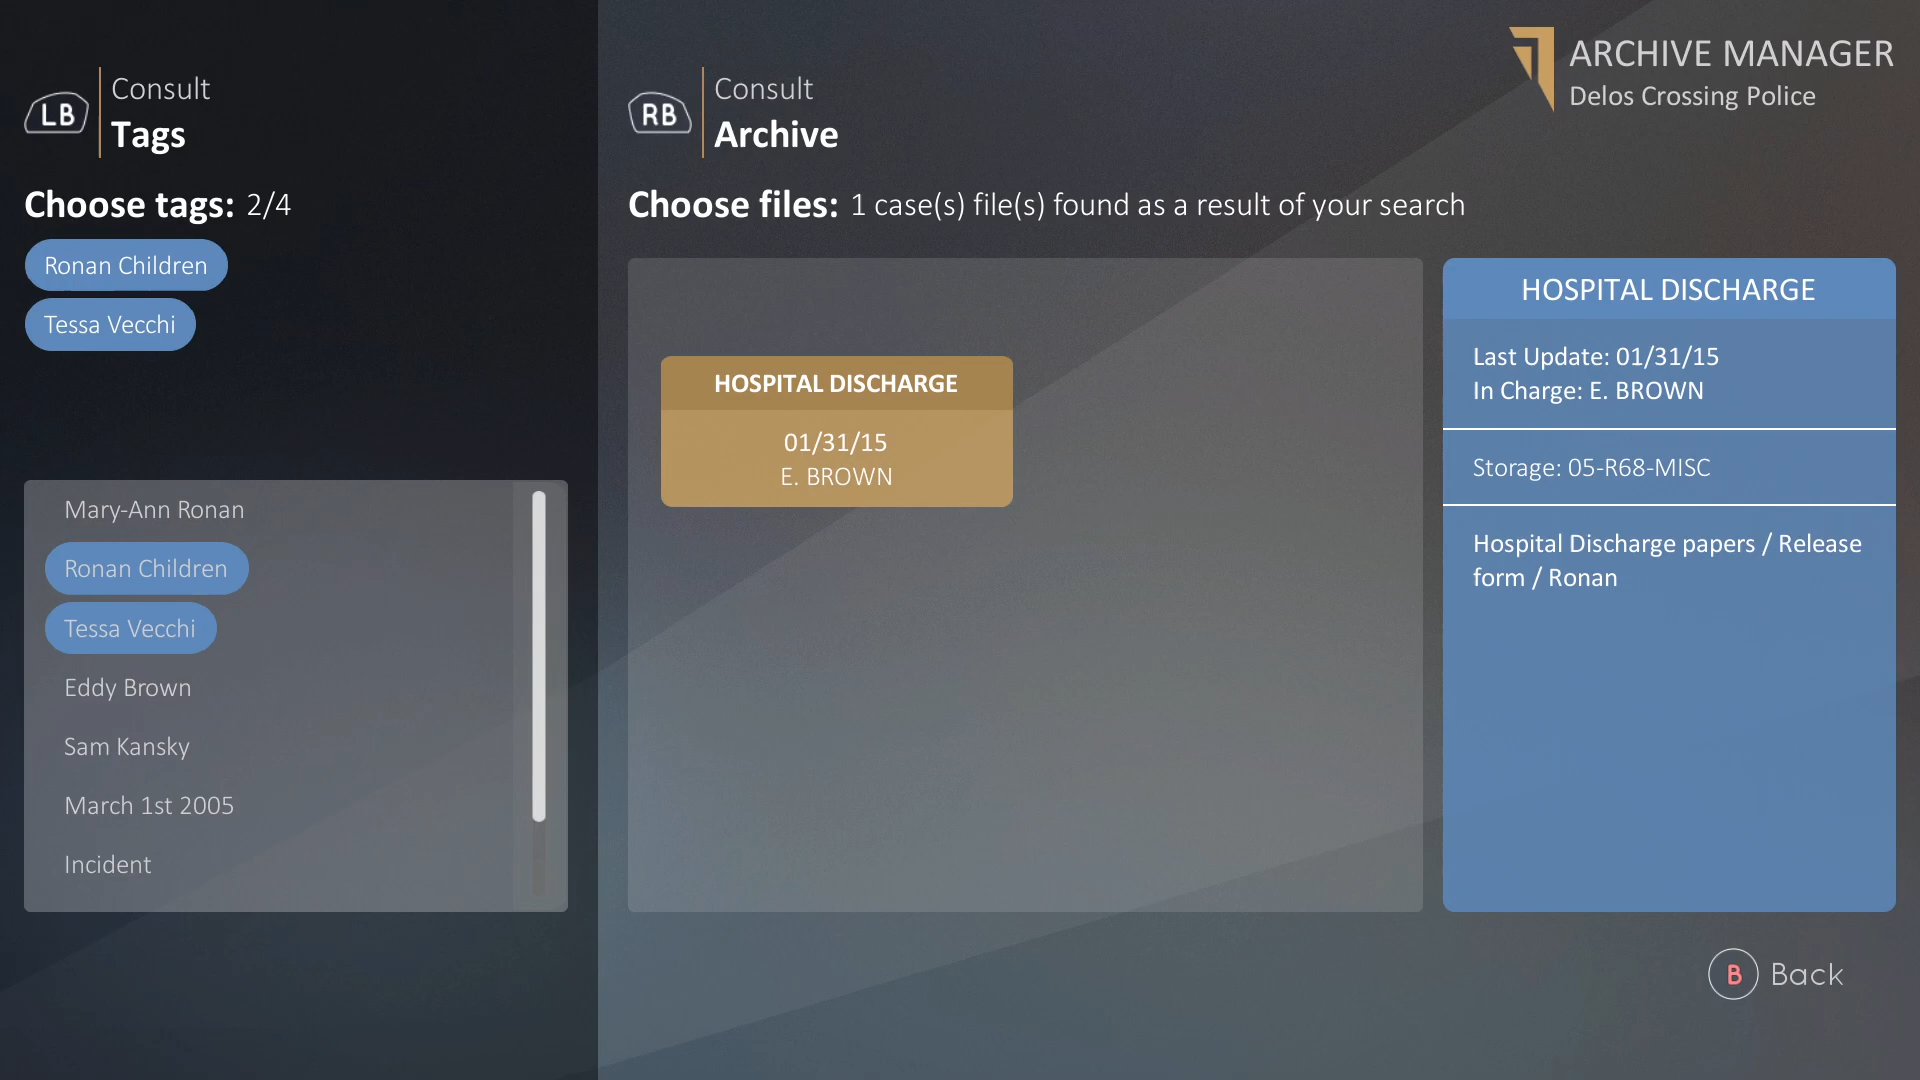 LB
Consult
Tags
Choose tags: 2/4
Ronan Children
Tessa Vecchi
Mary-Ann Ronan
Ronan Children
Tessa Vecchi
Eddy Brown
Sam Kansky
March 1st 2005
Incident
RB
Consult
Archive
ARCHIVE MANAGER
Delos Crossing Police
Choose files: 1 case(s) file(s) found as a result of your search
HOSPITAL DISCHARGE
01/31/15
E. BROWN
HOSPITAL DISCHARGE
Last Update: 01/31/15
In Charge: E. BROWN
Storage: 05-R68-MISC
Hospital Discharge papers / Release
form / Ronan
B Back